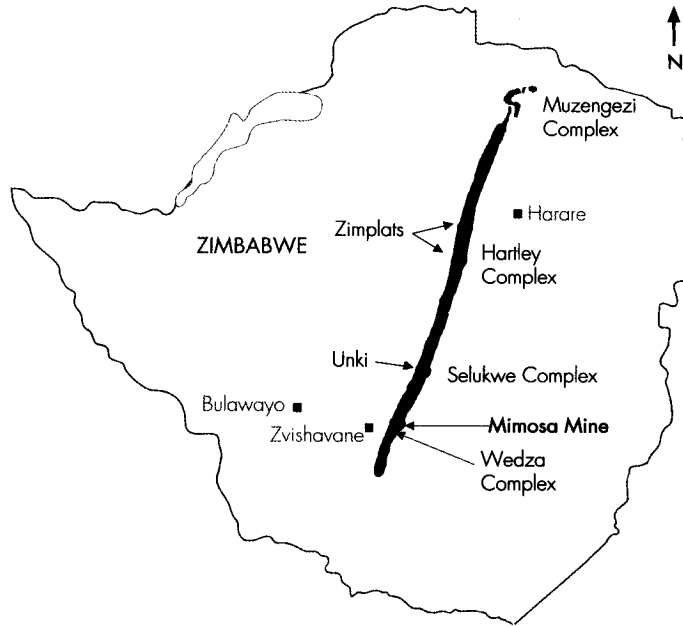 N
Muzengezi
Complex
Harare
Zimplats
ZIMBABWE
Hartley
Complex
Unki
Selukwe Complex
Bulawayo
Zvishavane
Mimosa Mine
Wedza
Complex